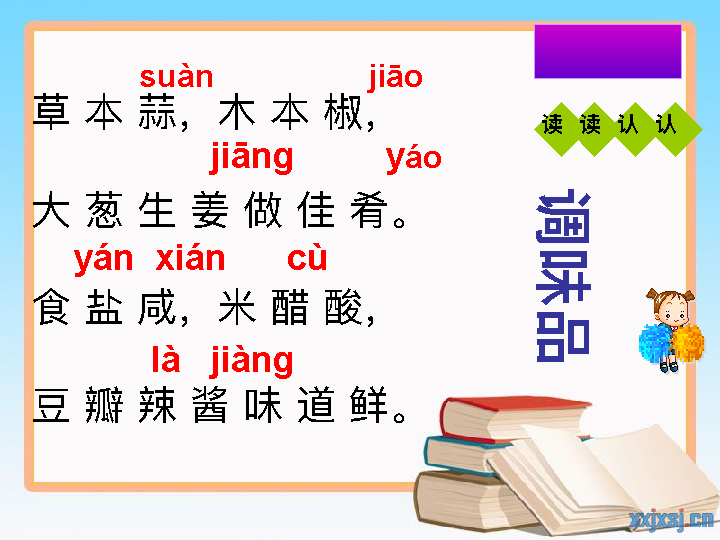 suàn jiāo
草本蒜，木本椒，
jiāng yáo
大葱生姜做佳肴。
yán xián cù
食盐咸，米醋酸，
là jiàng
豆瓣辣酱味道鲜。
读读认认
调味品
xxjxsj.cn